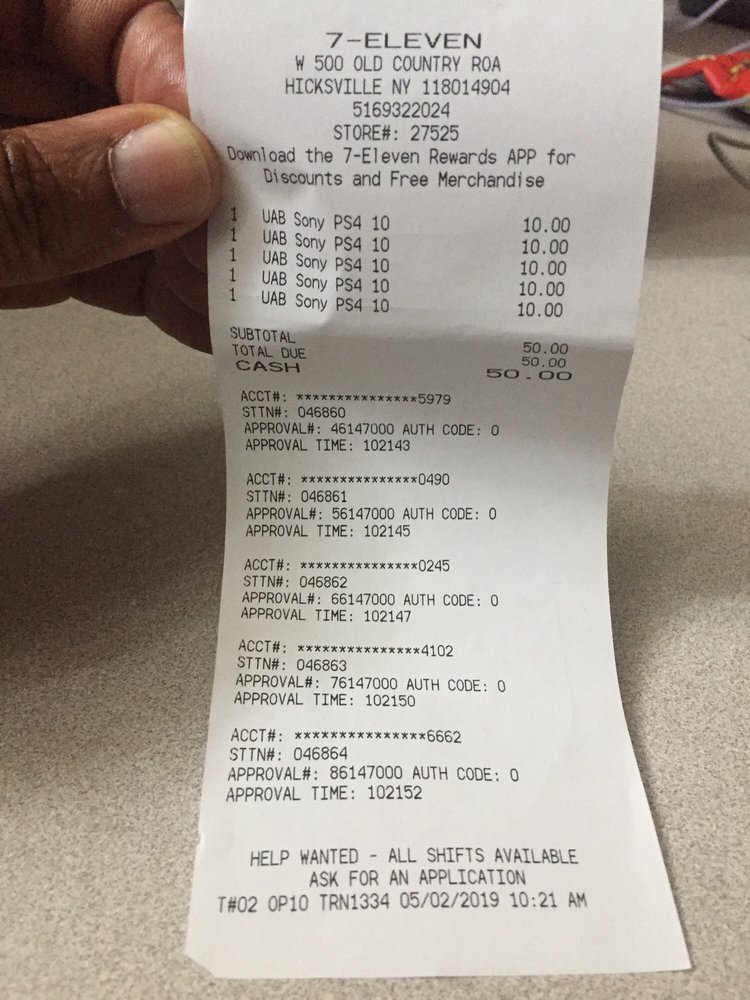 7-ELEVEN
W 500 OLD COUNTRY ROA
HICKSVILLE NY 118014904
5169322024
STORE#: 27525
Download the 7-Eleven Rewards APP for
Discounts and Free Merchandise
1 UAB Sony PS4 10 10.00
1 UAB Sony PS4 10 10.00
1 UAB Sony PS4 10 10.00
1 UAB Sony PS4 10 10.00
1 UAB Sony PS4 10 10.00
SUBTOTAL 50.00
TOTAL DUE 50.00
CASH 50.00
ACCT#: ***************5979
STTN#: 046860
APPROVAL#: 46147000 AUTH CODE: 0
APPROVAL TIME: 102143
ACCT#: ***************0490
STTN#: 046861
APPROVAL#: 56147000 AUTH CODE: 0
APPROVAL TIME: 102145
ACCT#: ***************0245
STTN#: 046862
APPROVAL#: 66147000 AUTH CODE: 0
APPROVAL TIME: 102147
ACCT#: ***************4102
STTN#: 046863
APPROVAL#: 76147000 AUTH CODE: 0
APPROVAL TIME: 102150
ACCT#: ***************6662
STTN#: 046864
APPROVAL#: 86147000 AUTH CODE: 0
APPROVAL TIME: 102152
HELP WANTED - ALL SHIFTS AVAILABLE
ASK FOR AN APPLICATION
T#02 OP10 TRN1334 05/02/2019 10:21 AM